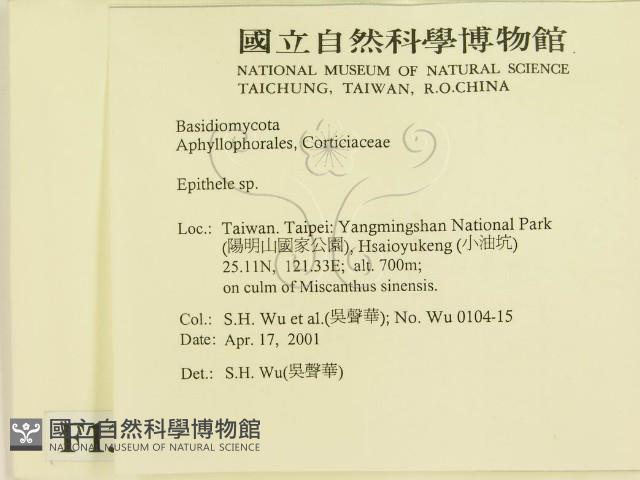 國立自然科學博物館
NATIONAL MUSEUM OF NATURAL SCIENCE
TAICHUNG, TAIWAN, R.O.CHINA
Basidiomycota
Aphyllophorales, Corticiaceae
Epithele sp.
Loc.: Taiwan. Taipei: Yangmingshan National Park
(陽明山國家公園), Hsaioyukeng (小油坑)
25.11N, 121.33E; alt. 700m;
on culm of Miscanthus sinensis.
Col.: S.H. Wu et al.(吳聲華); No. Wu 0104-15
Date: Apr. 17, 2001
Det.: S.H. Wu(吳聲華)
國立自然科學博物館
NATIONAL MUSEUM OF NATURAL SCIENCE